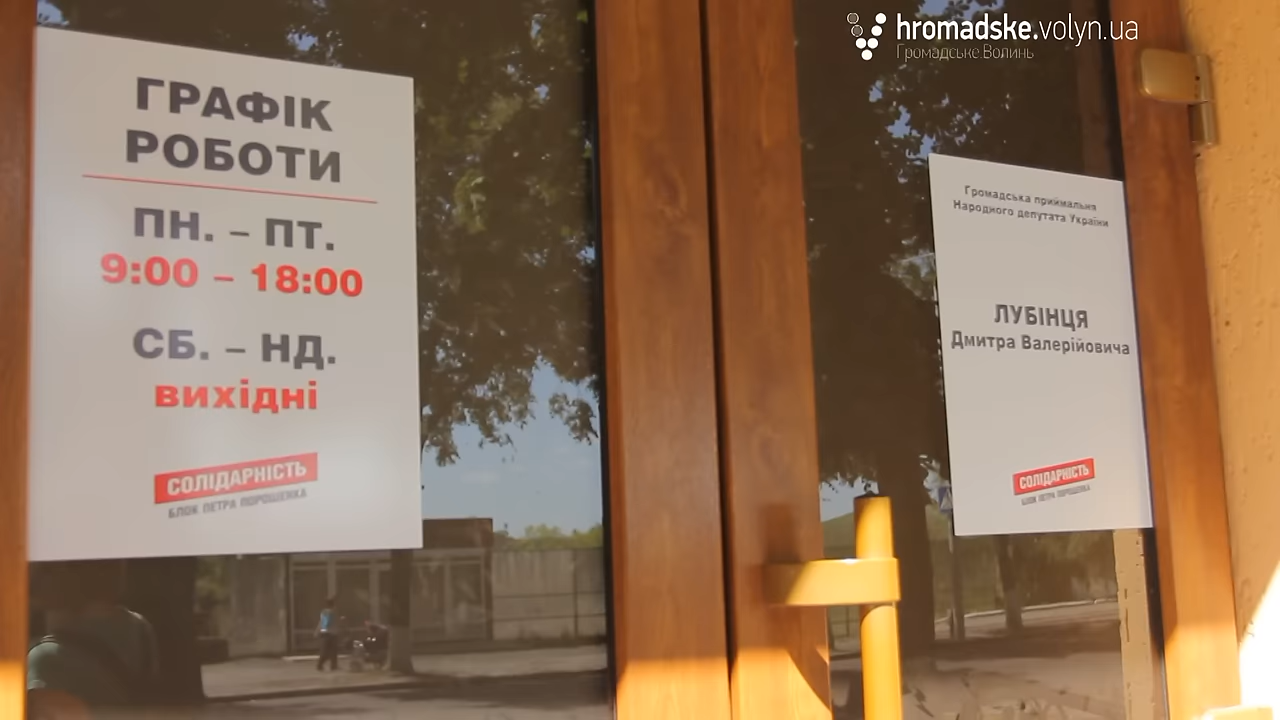 hromadske.volyn.ua
Громадське.Волинь
ГРАФІК
РОБОТИ
ПН. – ПТ.
9:00 – 18:00
СБ. – НД.
вихідні
СОЛІДАРНІСТЬ
БЛОК ПЕТРА ПОРОШЕНКА
Громадська приймальня
Народного депутата України
ЛУБІНЦЯ
Дмитра Валерійовича
СОЛІДАРНІСТЬ
БЛОК ПЕТРА ПОРОШЕНКА